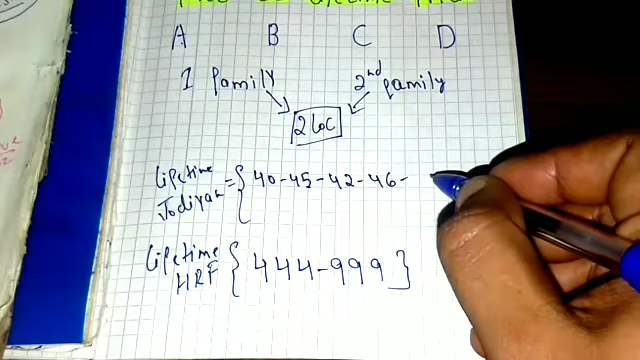 A B C D
1 family 2nd family
2 LOC
Lifetime
Jodiyan = { 40-45-42-46-
Lifetime
HRF { 444-999 }